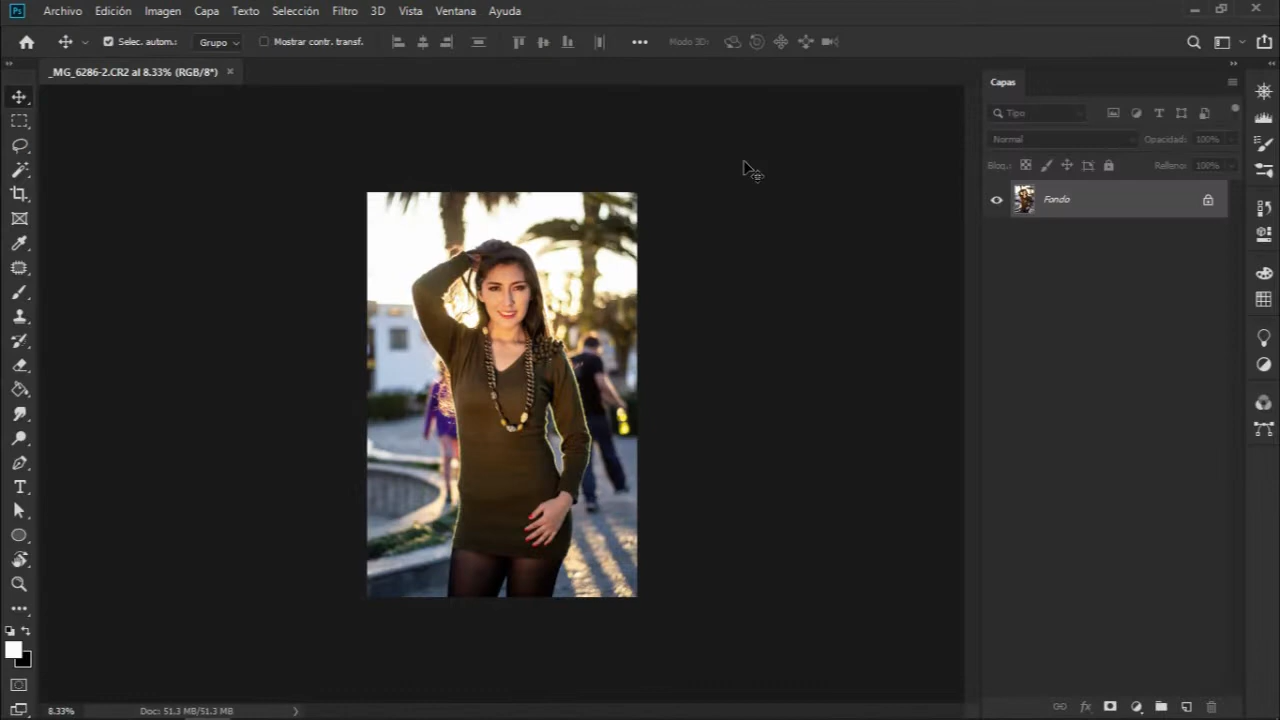 Ps Archivo Edición Imagen Capa Texto Selección Filtro 3D Vista Ventana Ayuda
Selec. autom.: Grupo Mostrar contr. transf. Modo 3D:
_MG_6286-2.CR2 al 8.33% (RGB/8*)
Capas
Tipo
Normal Opacidad: 100%
Bloq.: Relleno: 100%
Fondo
8.33% Doc: 51.3 MB/51.3 MB